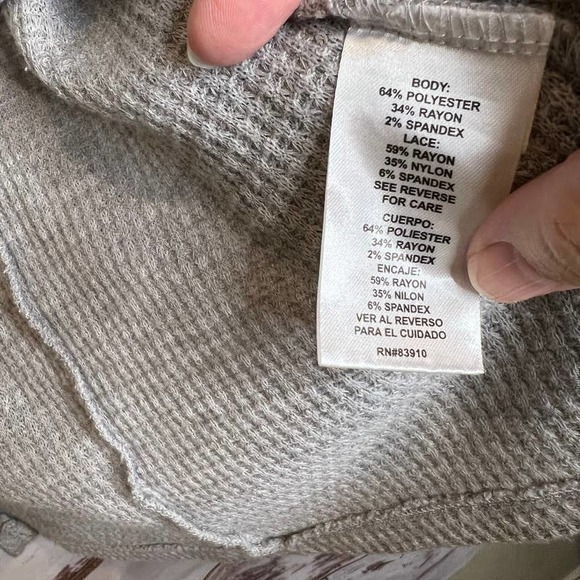 BODY:
64% POLYESTER
34% RAYON
2% SPANDEX
LACE:
59% RAYON
35% NYLON
6% SPANDEX
SEE REVERSE
FOR CARE
CUERPO:
64% POLIESTER
34% RAYON
2% SPANDEX
ENCAJE:
59% RAYON
35% NILON
6% SPANDEX
VER AL REVERSO
PARA EL CUIDADO
RN#83910